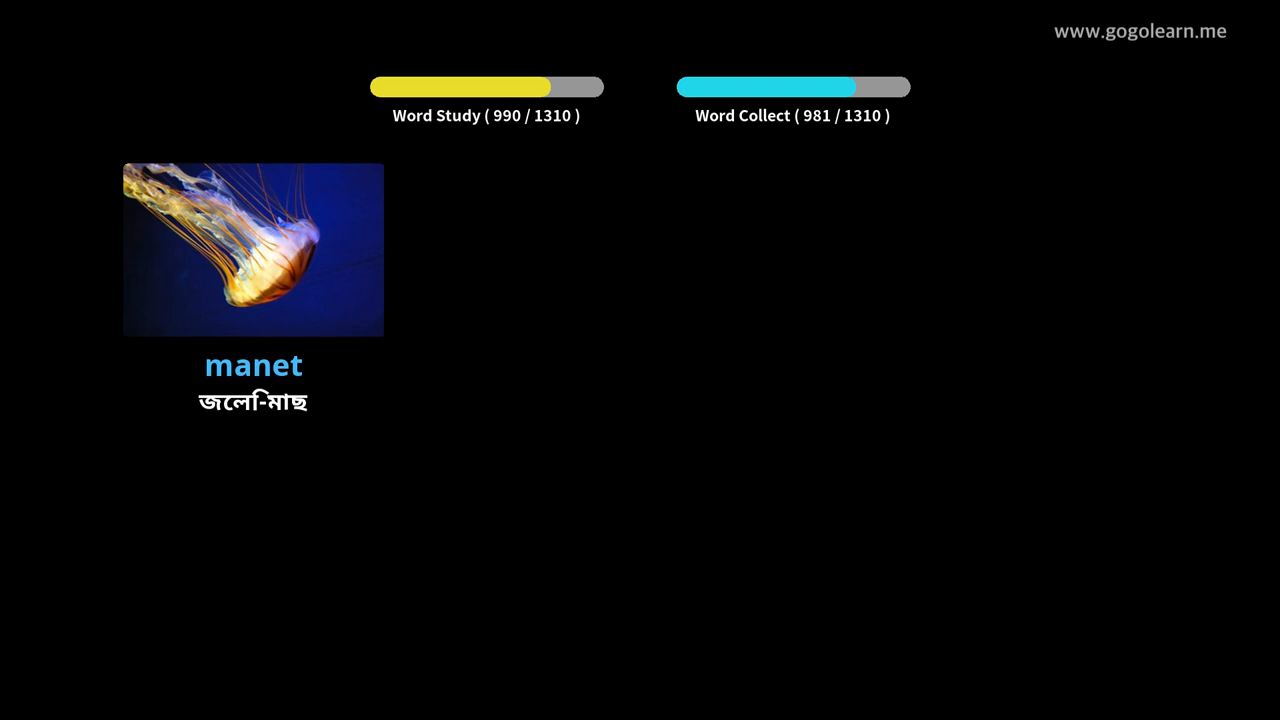 www.gogolearn.me
Word Study ( 990 / 1310 )
Word Collect ( 981 / 1310 )
manet
জলেি-মাছ